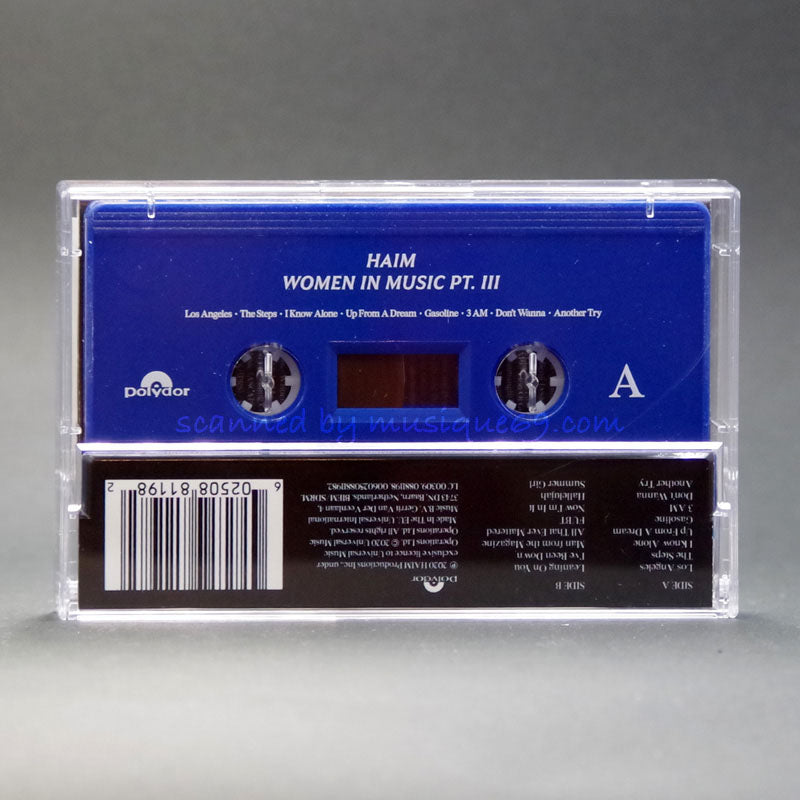 HAIM
WOMEN IN MUSIC PT. III
Los Angeles · The Steps · I Know Alone · Up From A Dream · Gasoline · 3 AM · Don't Wanna · Another Try
polydor
A
scanned by musique69.com
SIDE A
Los Angeles
The Steps
I Know Alone
Up From A Dream
Gasoline
3 AM
Don't Wanna
Another Try
SIDE B
Leaning On You
I've Been Down
Man from the Magazine
All That Ever Mattered
FUBT
Now I'm In It
Hallelujah
Summer Girl
polydor
℗ 2020 HAIM Productions Inc., under
exclusive licence to Universal Music
Operations Ltd. © 2020 Universal Music
Operations Ltd. All rights reserved.
Made In The E.U. Universal International
Music B.V., Gerrit Van Der Veenlaan 4,
3743DN, Baarn, Netherlands. BIEM/SDRM.
LC 00309. 0881198. 00602508811982.
6 02508 81198 2